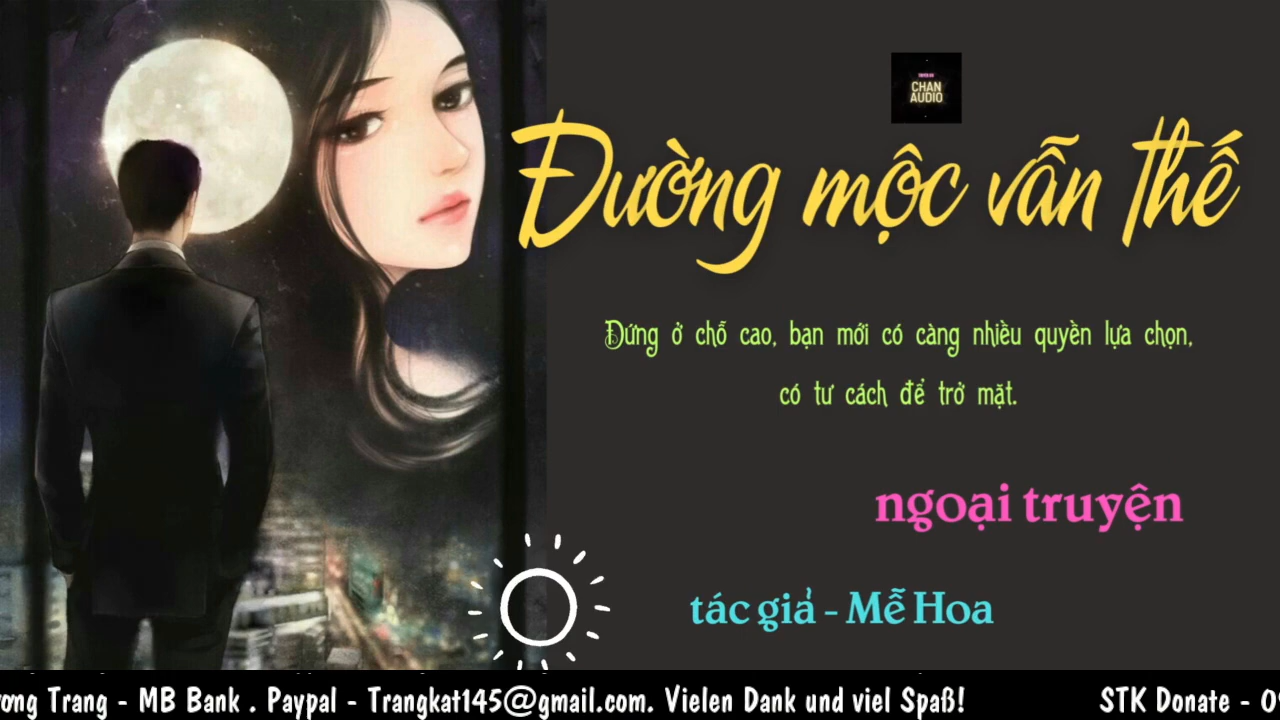 CHAN
AUDIO
Đường mộc vẫn thế
Đứng ở chỗ cao, bạn mới có càng nhiều quyền lựa chọn,
có tư cách để trở mặt.
ngoại truyện
tác giả - Mễ Hoa
Trang - MB Bank . Paypal - Trangkat145@gmail.com. Vielen Dank und viel Spaß! STK Donate -